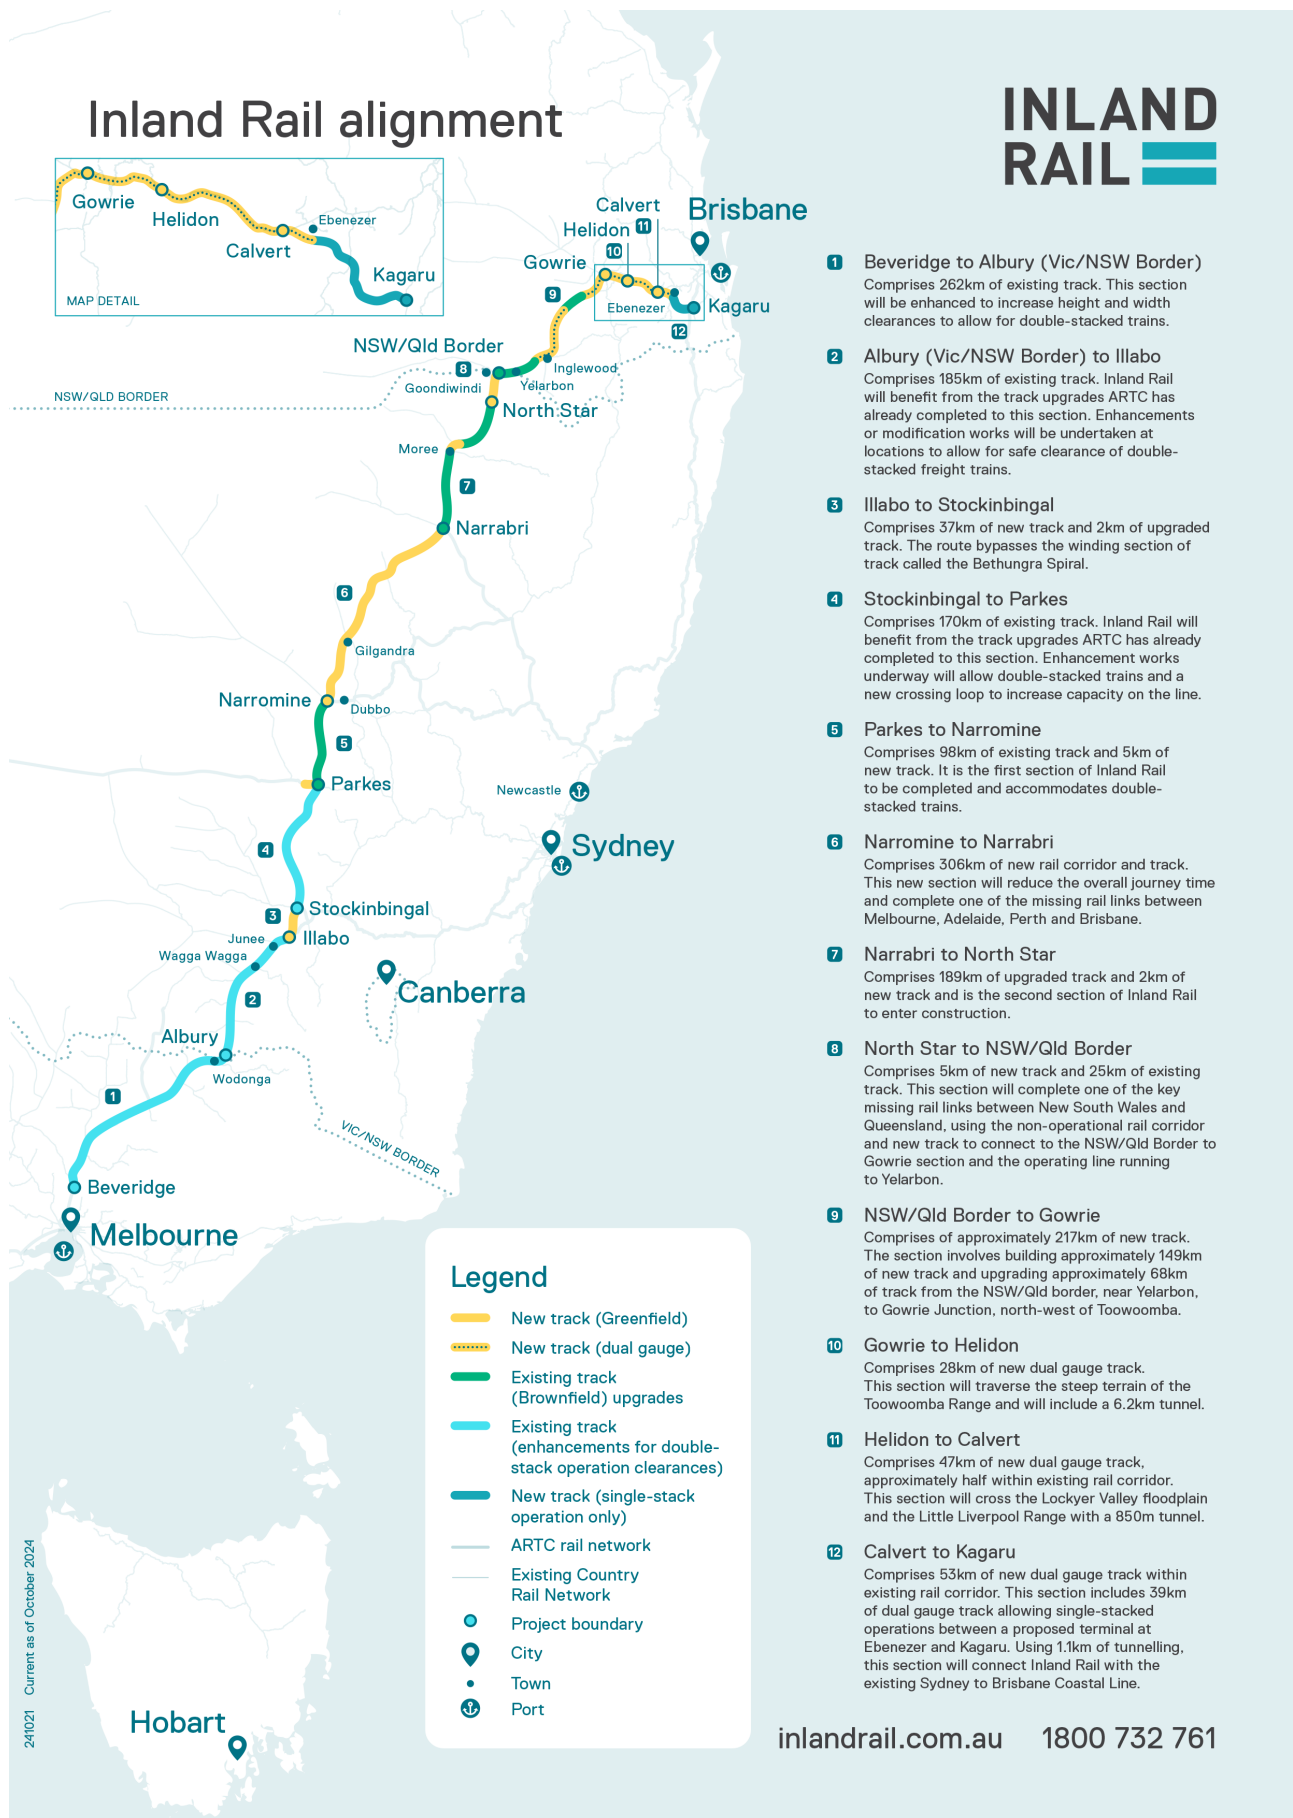 Inland Rail alignment
INLAND
RAIL
Gowrie
Helidon
Calvert
Ebenezer
Kagaru
MAP DETAIL
Calvert
11
Helidon
10
Brisbane
Gowrie
9
Ebenezer
Kagaru
12
NSW/Qld Border
8
Goondiwindi
Inglewood
Yelarbon
NSW/QLD BORDER
North Star
Moree
7
Narrabri
6
Gilgandra
Narromine
Dubbo
5
Parkes
Newcastle
4
Sydney
Stockinbingal
3
Illabo
Junee
Wagga Wagga
Canberra
2
Albury
Wodonga
1
VIC/NSW BORDER
Beveridge
Melbourne
Hobart
Legend
New track (Greenfield)
New track (dual gauge)
Existing track
(Brownfield) upgrades
Existing track
(enhancements for double-
stack operation clearances)
New track (single-stack
operation only)
ARTC rail network
Existing Country
Rail Network
Project boundary
City
Town
Port
1 Beveridge to Albury (Vic/NSW Border)
Comprises 262km of existing track. This section
will be enhanced to increase height and width
clearances to allow for double-stacked trains.
2 Albury (Vic/NSW Border) to Illabo
Comprises 185km of existing track. Inland Rail
will benefit from the track upgrades ARTC has
already completed to this section. Enhancements
or modification works will be undertaken at
locations to allow for safe clearance of double-
stacked freight trains.
3 Illabo to Stockinbingal
Comprises 37km of new track and 2km of upgraded
track. The route bypasses the winding section of
track called the Bethungra Spiral.
4 Stockinbingal to Parkes
Comprises 170km of existing track. Inland Rail will
benefit from the track upgrades ARTC has already
completed to this section. Enhancement works
underway will allow double-stacked trains and a
new crossing loop to increase capacity on the line.
5 Parkes to Narromine
Comprises 98km of existing track and 5km of
new track. It is the first section of Inland Rail
to be completed and accommodates double-
stacked trains.
6 Narromine to Narrabri
Comprises 306km of new rail corridor and track.
This new section will reduce the overall journey time
and complete one of the missing rail links between
Melbourne, Adelaide, Perth and Brisbane.
7 Narrabri to North Star
Comprises 189km of upgraded track and 2km of
new track and is the second section of Inland Rail
to enter construction.
8 North Star to NSW/Qld Border
Comprises 5km of new track and 25km of existing
track. This section will complete one of the key
missing rail links between New South Wales and
Queensland, using the non-operational rail corridor
and new track to connect to the NSW/Qld Border to
Gowrie section and the operating line running
to Yelarbon.
9 NSW/Qld Border to Gowrie
Comprises of approximately 217km of new track.
The section involves building approximately 149km
of new track and upgrading approximately 68km
of track from the NSW/Qld border, near Yelarbon,
to Gowrie Junction, north-west of Toowoomba.
10 Gowrie to Helidon
Comprises 28km of new dual gauge track.
This section will traverse the steep terrain of the
Toowoomba Range and will include a 6.2km tunnel.
11 Helidon to Calvert
Comprises 47km of new dual gauge track,
approximately half within existing rail corridor.
This section will cross the Lockyer Valley floodplain
and the Little Liverpool Range with a 850m tunnel.
12 Calvert to Kagaru
Comprises 53km of new dual gauge track within
existing rail corridor. This section includes 39km
of dual gauge track allowing single-stacked
operations between a proposed terminal at
Ebenezer and Kagaru. Using 1.1km of tunnelling,
this section will connect Inland Rail with the
existing Sydney to Brisbane Coastal Line.
inlandrail.com.au 1800 732 761
241021 Current as of October 2024